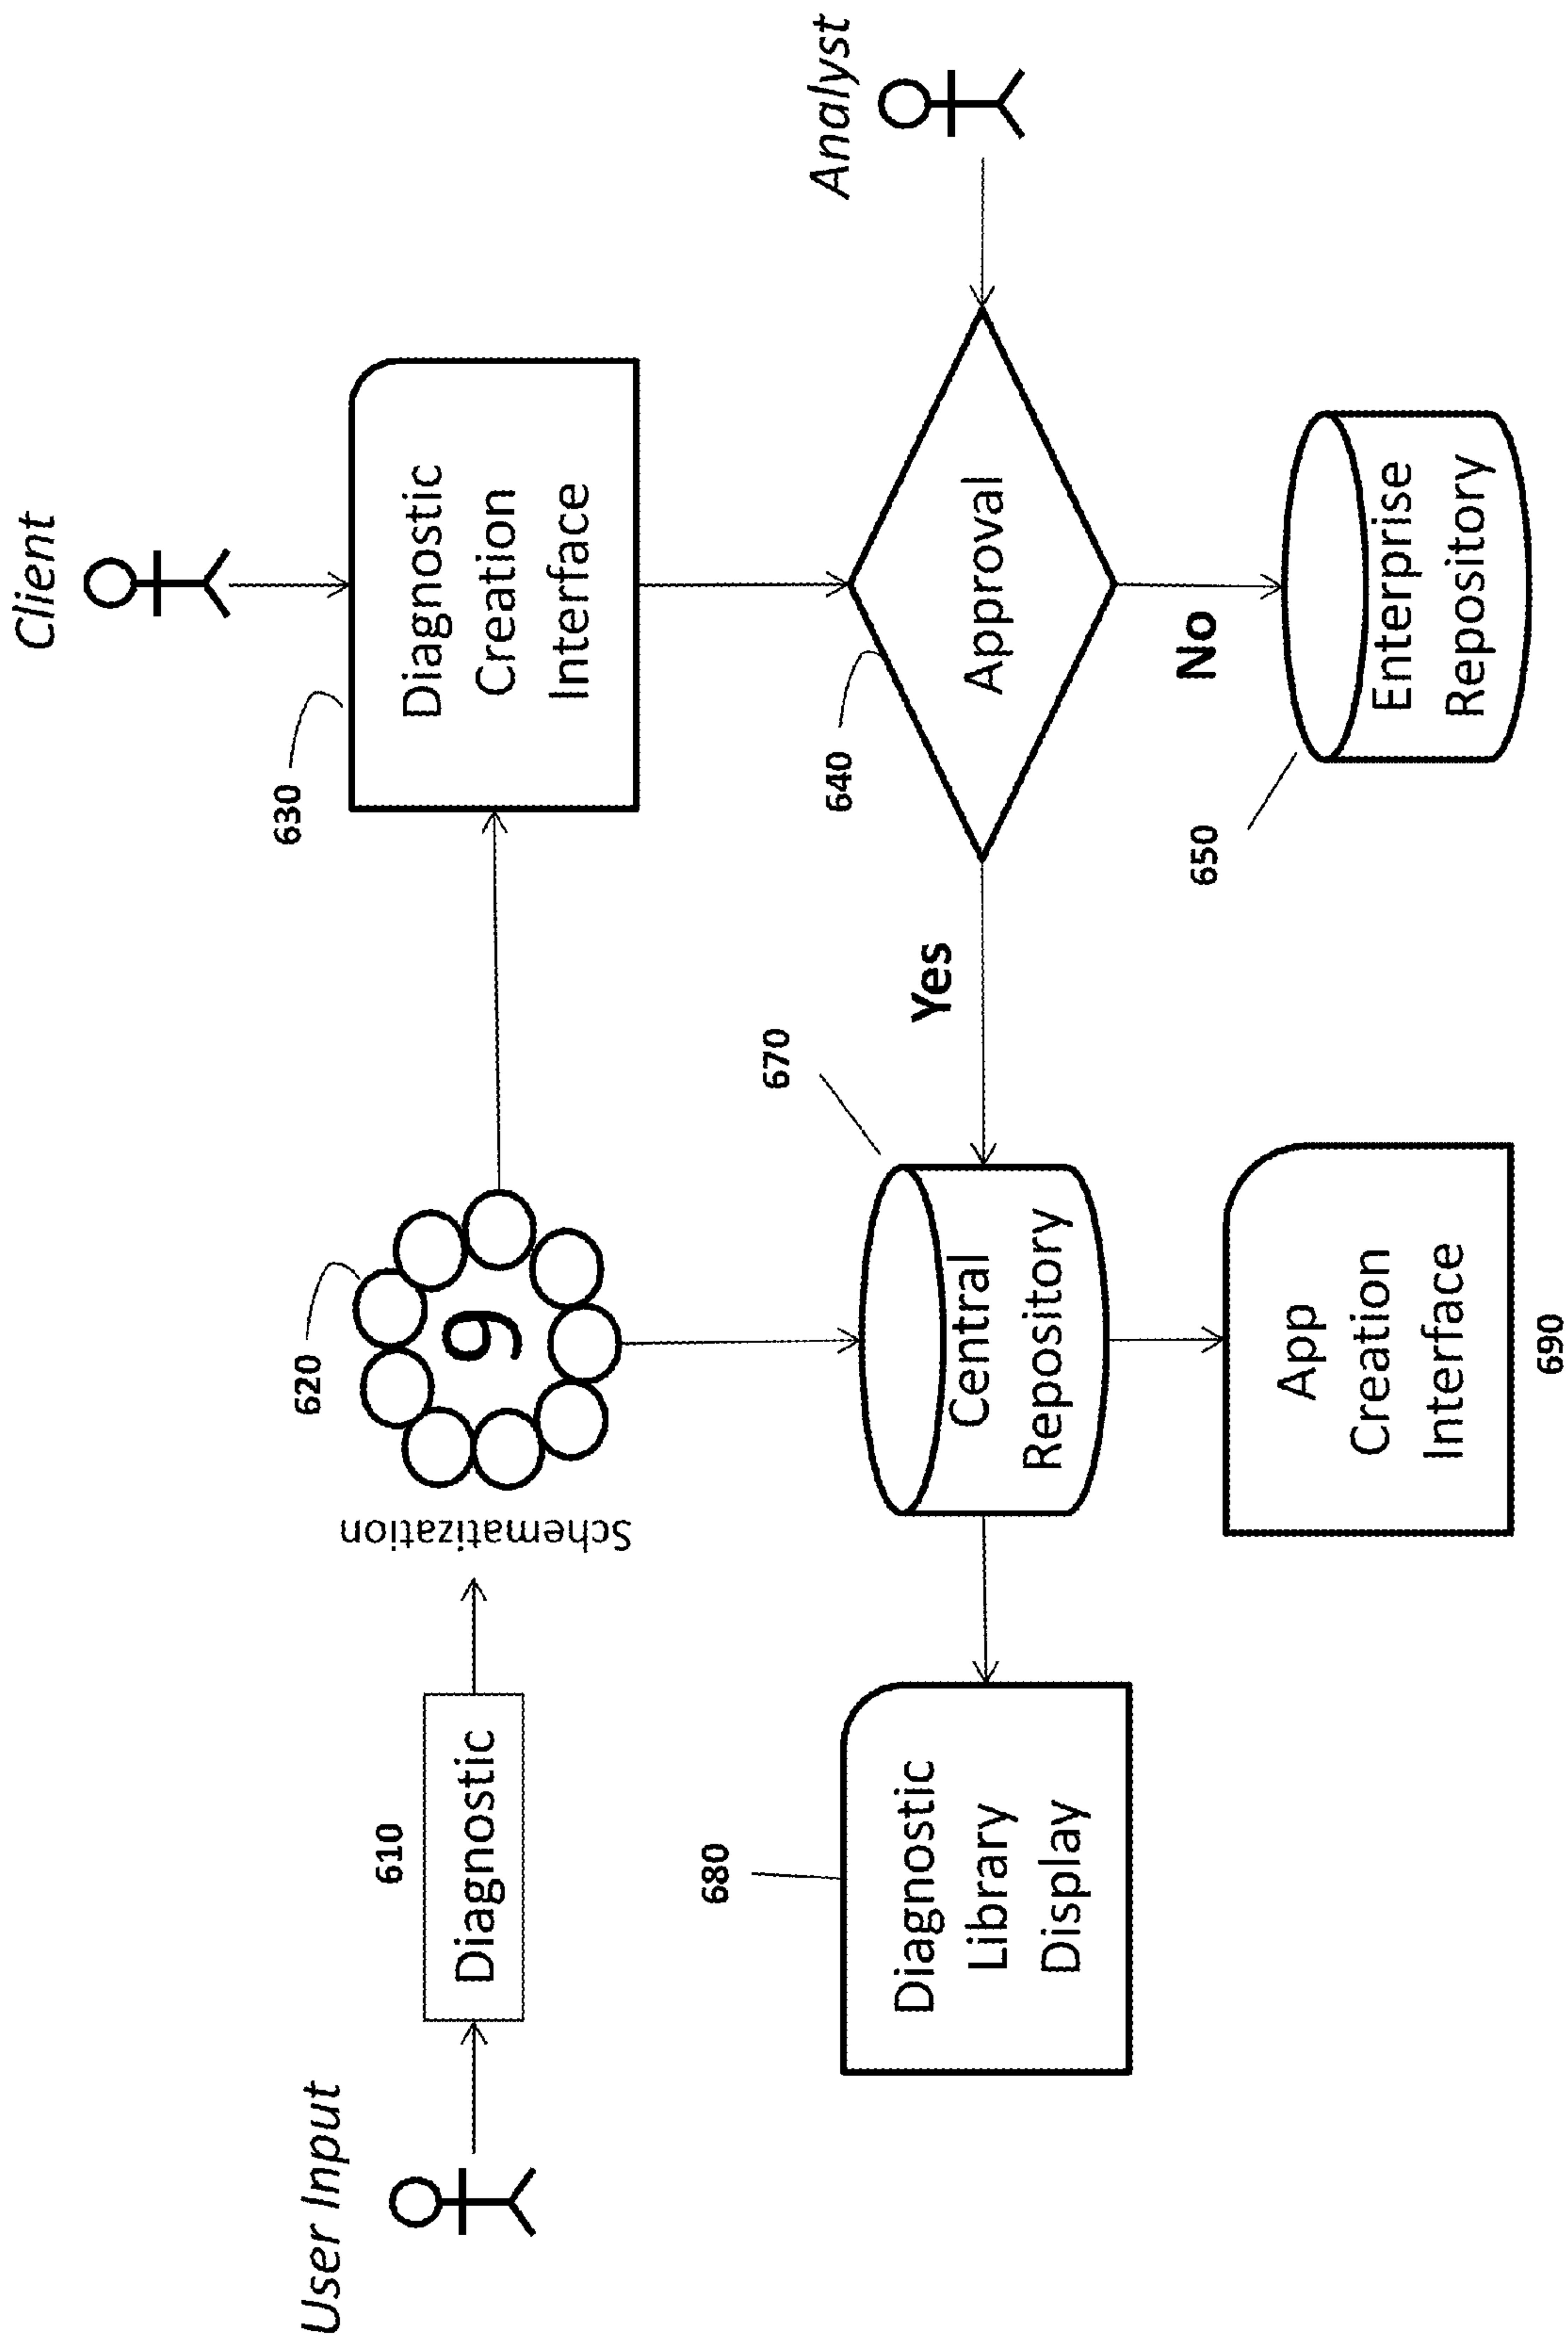 Client
User Input
610
Diagnostic
Schematization
620
9
630
Diagnostic
Creation
Interface
Analyst
680
Diagnostic
Library
Display
670
Central
Repository
Yes
640
Approval
No
650
Enterprise
Repository
App
Creation
Interface
690